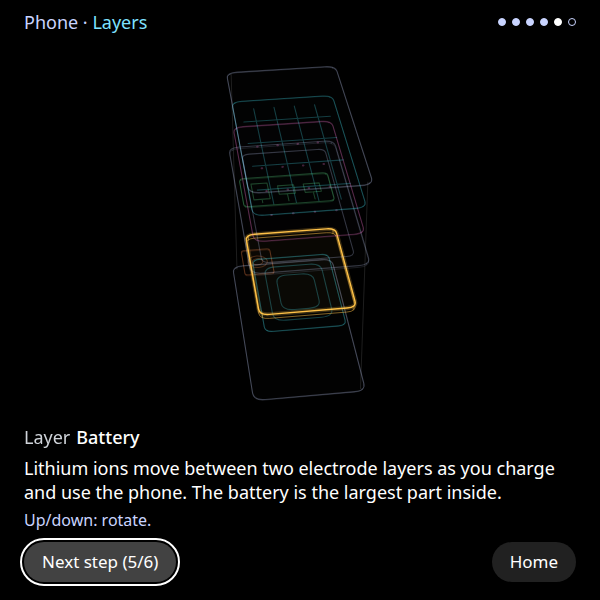 Phone · Layers
Layer Battery
Lithium ions move between two electrode layers as you charge
and use the phone. The battery is the largest part inside.
Up/down: rotate.
Next step (5/6)
Home